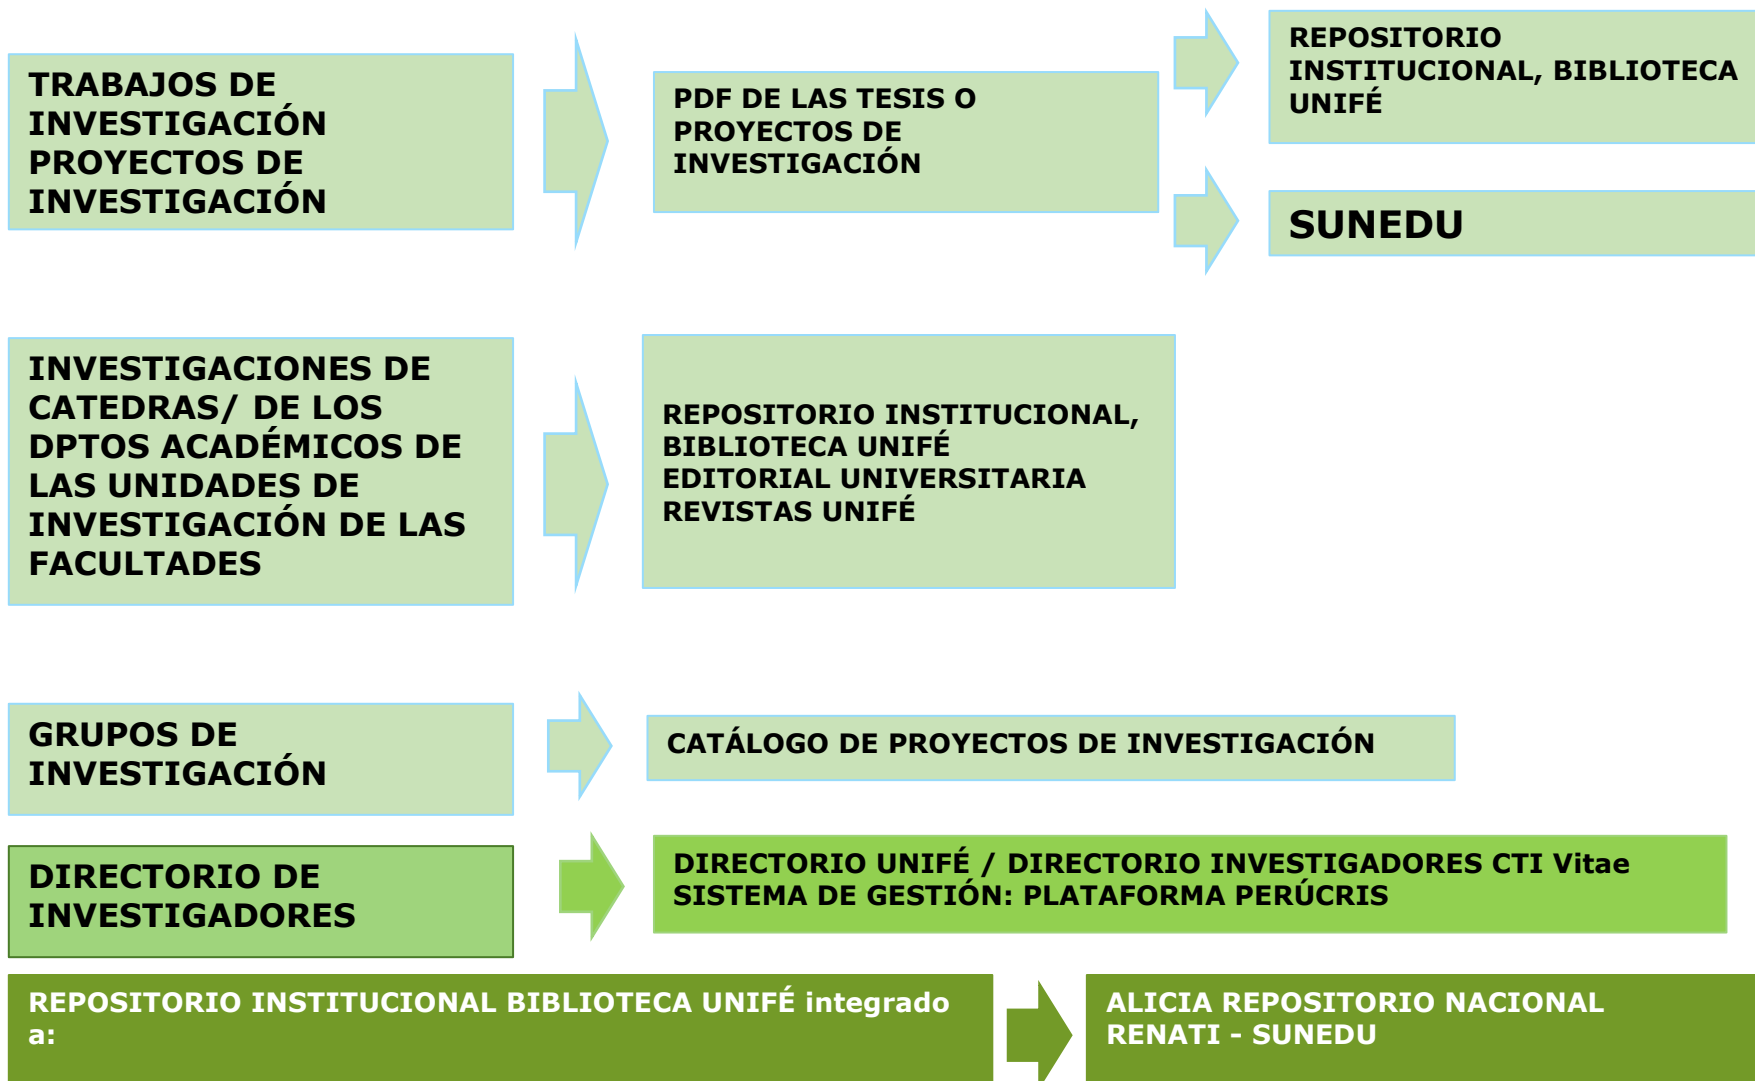 TRABAJOS DE
INVESTIGACIÓN
PROYECTOS DE
INVESTIGACIÓN
PDF DE LAS TESIS O
PROYECTOS DE
INVESTIGACIÓN
REPOSITORIO
INSTITUCIONAL, BIBLIOTECA
UNIFÉ
SUNEDU
INVESTIGACIONES DE
CATEDRAS/ DE LOS
DPTOS ACADÉMICOS DE
LAS UNIDADES DE
INVESTIGACIÓN DE LAS
FACULTADES
REPOSITORIO INSTITUCIONAL,
BIBLIOTECA UNIFÉ
EDITORIAL UNIVERSITARIA
REVISTAS UNIFÉ
GRUPOS DE
INVESTIGACIÓN
CATÁLOGO DE PROYECTOS DE INVESTIGACIÓN
DIRECTORIO DE
INVESTIGADORES
DIRECTORIO UNIFÉ / DIRECTORIO INVESTIGADORES CTI Vitae
SISTEMA DE GESTIÓN: PLATAFORMA PERÚCRIS
REPOSITORIO INSTITUCIONAL BIBLIOTECA UNIFÉ integrado
a:
ALICIA REPOSITORIO NACIONAL
RENATI - SUNEDU